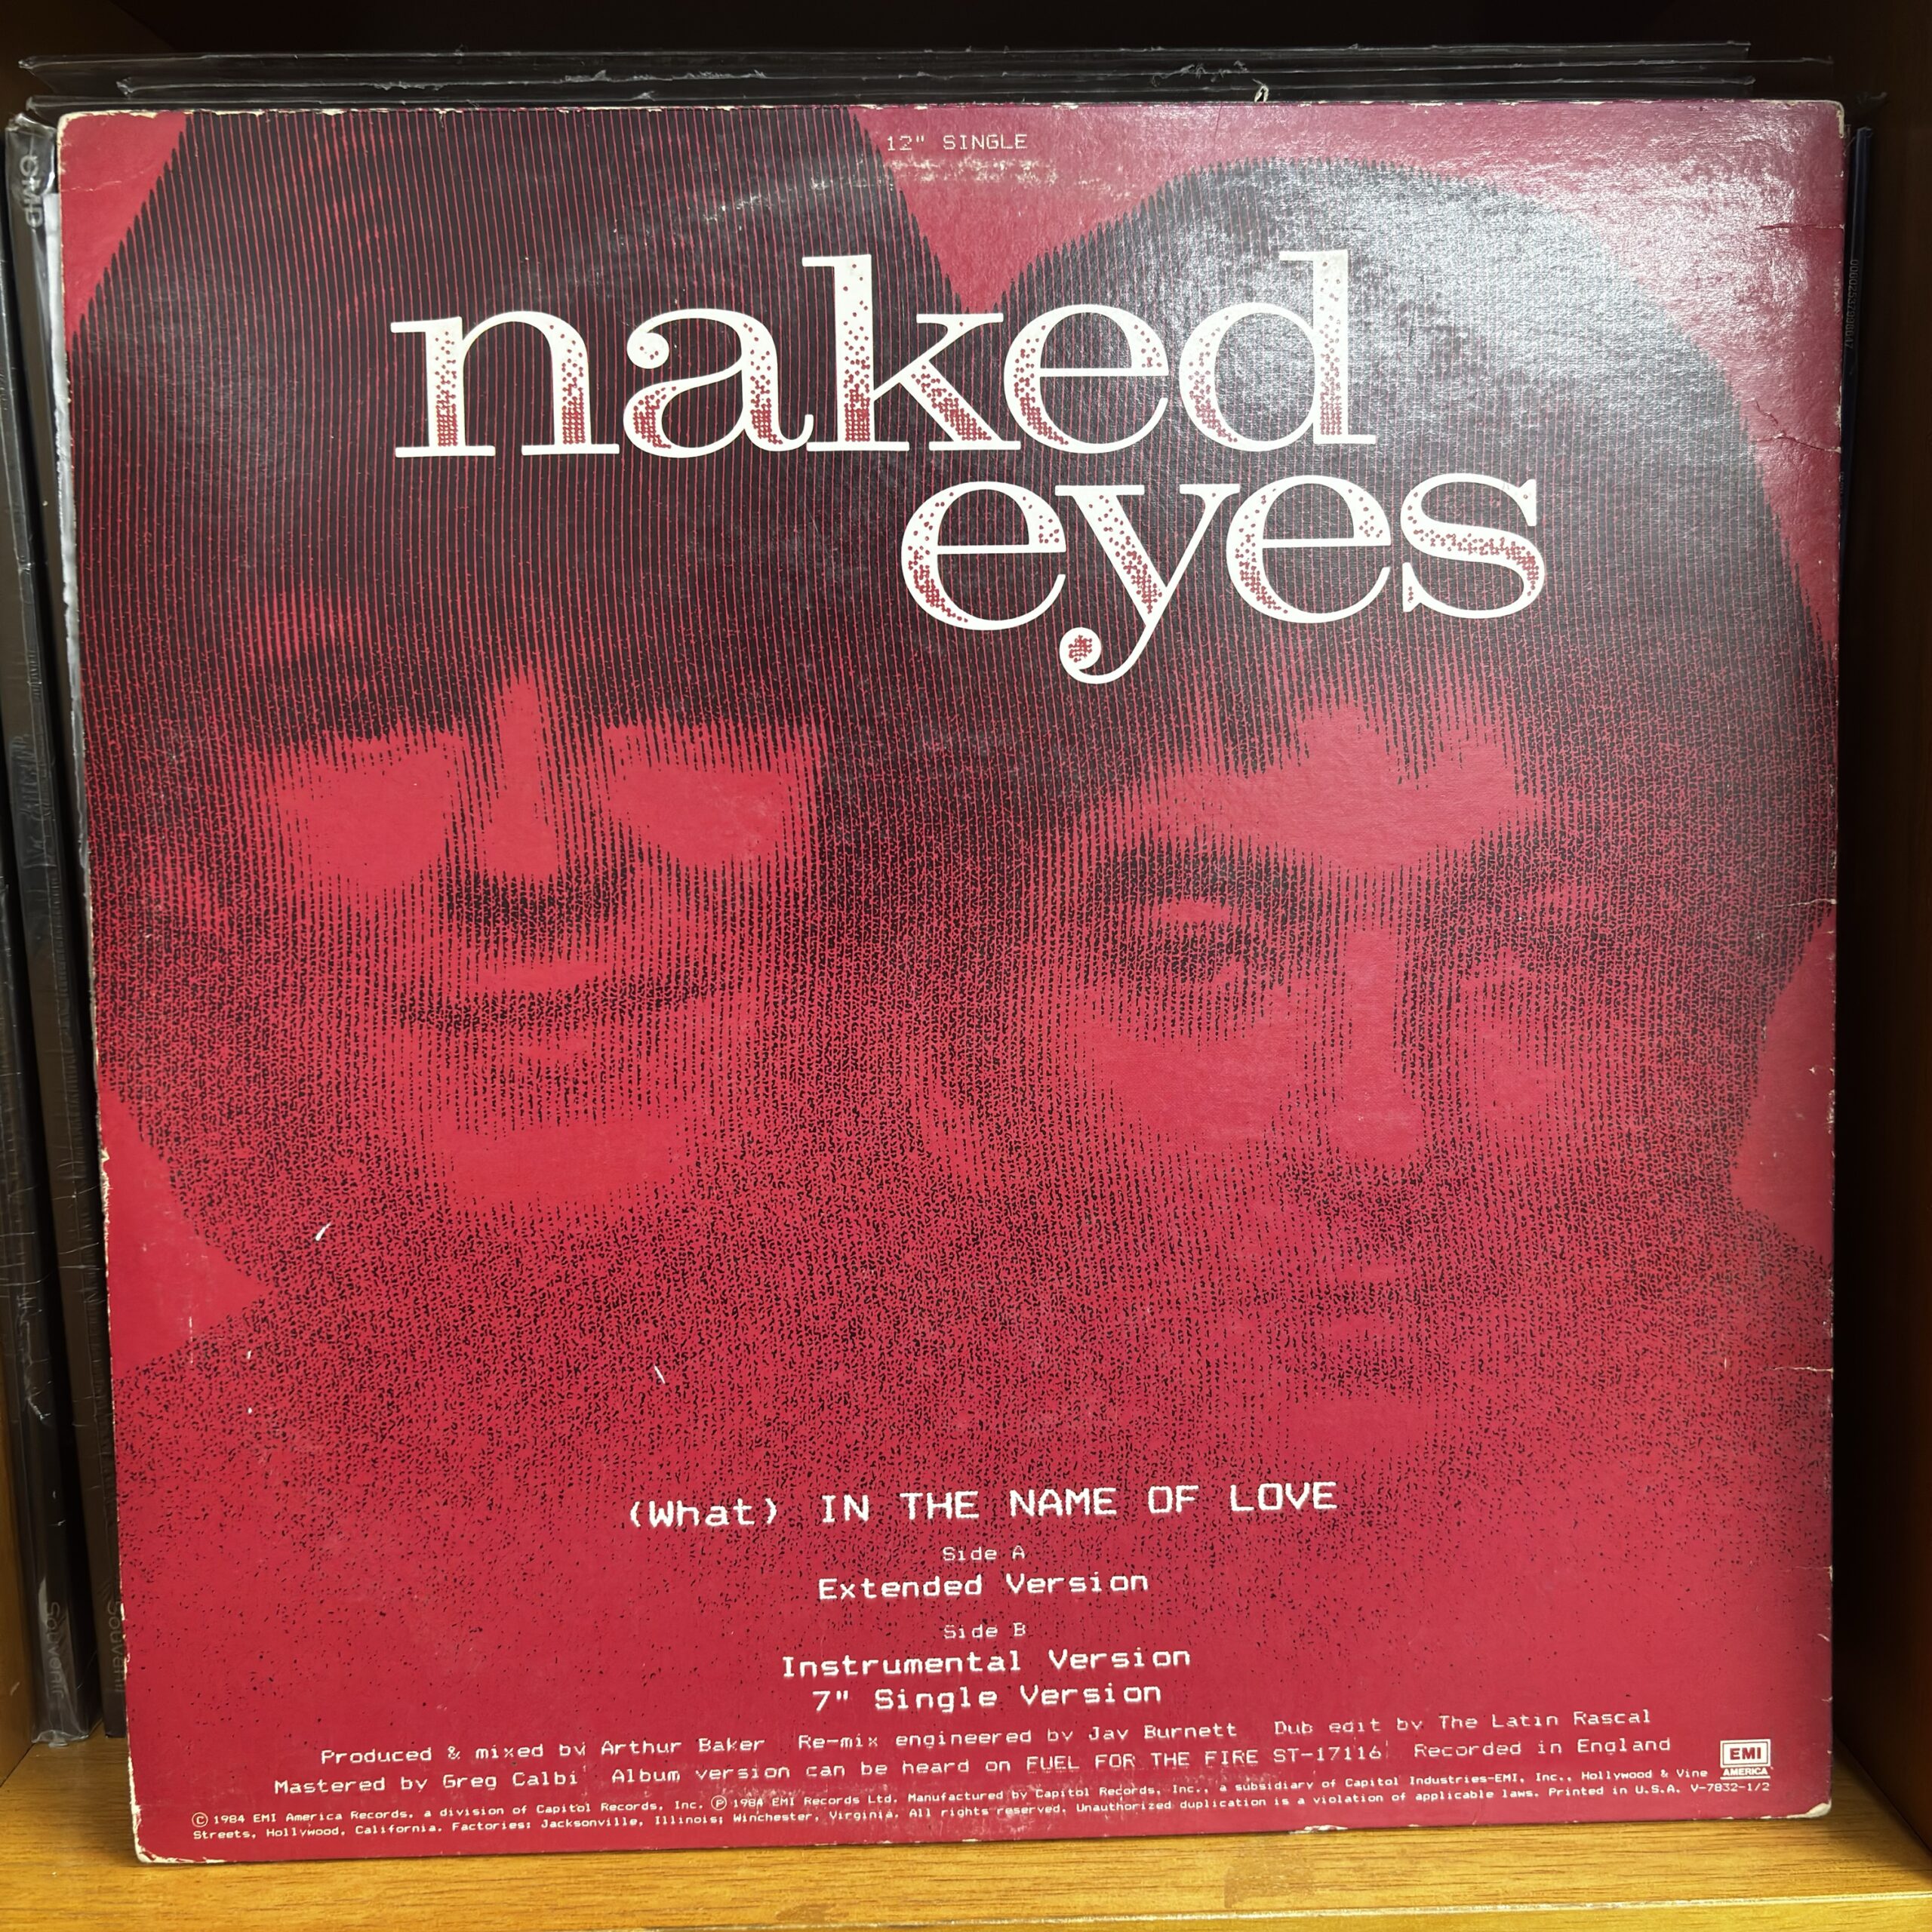 12" SINGLE
naked
eyes
(What) IN THE NAME OF LOVE
Side A
Extended Version
Side B
Instrumental Version
7" Single Version
Produced & mixed by Arthur Baker Re-mix engineered by Jay Burnett Dub edit by The Latin Rascal
Mastered by Greg Calbi Album version can be heard on FUEL FOR THE FIRE ST-17116 Recorded in England
EMI
AMERICA
© 1984 EMI America Records, a division of Capitol Records, Inc. ℗ 1984 EMI Records Ltd. Manufactured by Capitol Records, Inc., a subsidiary of Capitol Industries-EMI, Inc., Hollywood & Vine
Streets, Hollywood, California. Factories: Jacksonville, Illinois; Winchester, Virginia. All rights reserved. Unauthorized duplication is a violation of applicable laws. Printed in U.S.A. V-7832-1/2